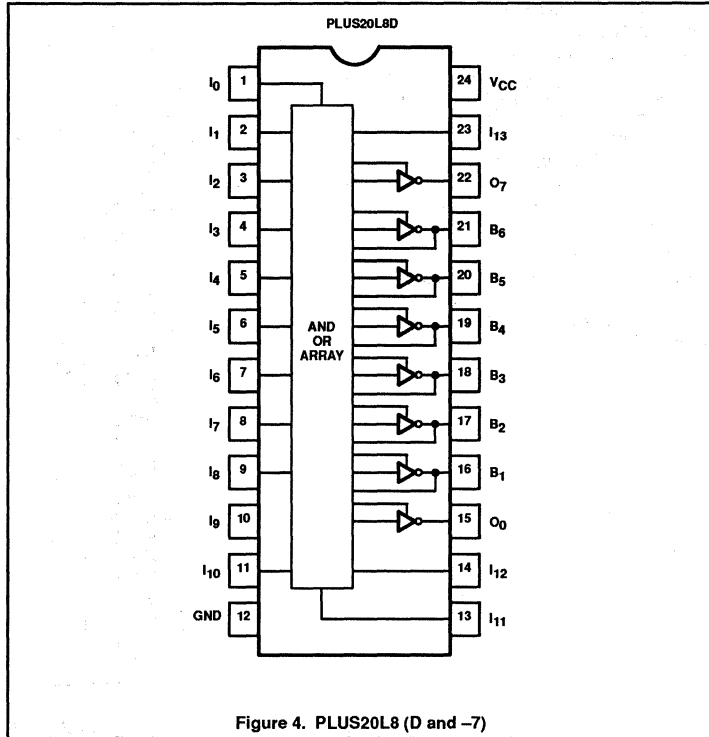 PLUS20L8D
I0 1 24 VCC
I1 2 23 I13
I2 3 22 O7
I3 4 21 B6
I4 5 20 B5
I5 6 19 B4
I6 7 18 B3
I7 8 17 B2
I8 9 16 B1
I9 10 15 O0
I10 11 14 I12
GND 12 13 I11
AND
OR
ARRAY
Figure 4. PLUS20L8 (D and –7)